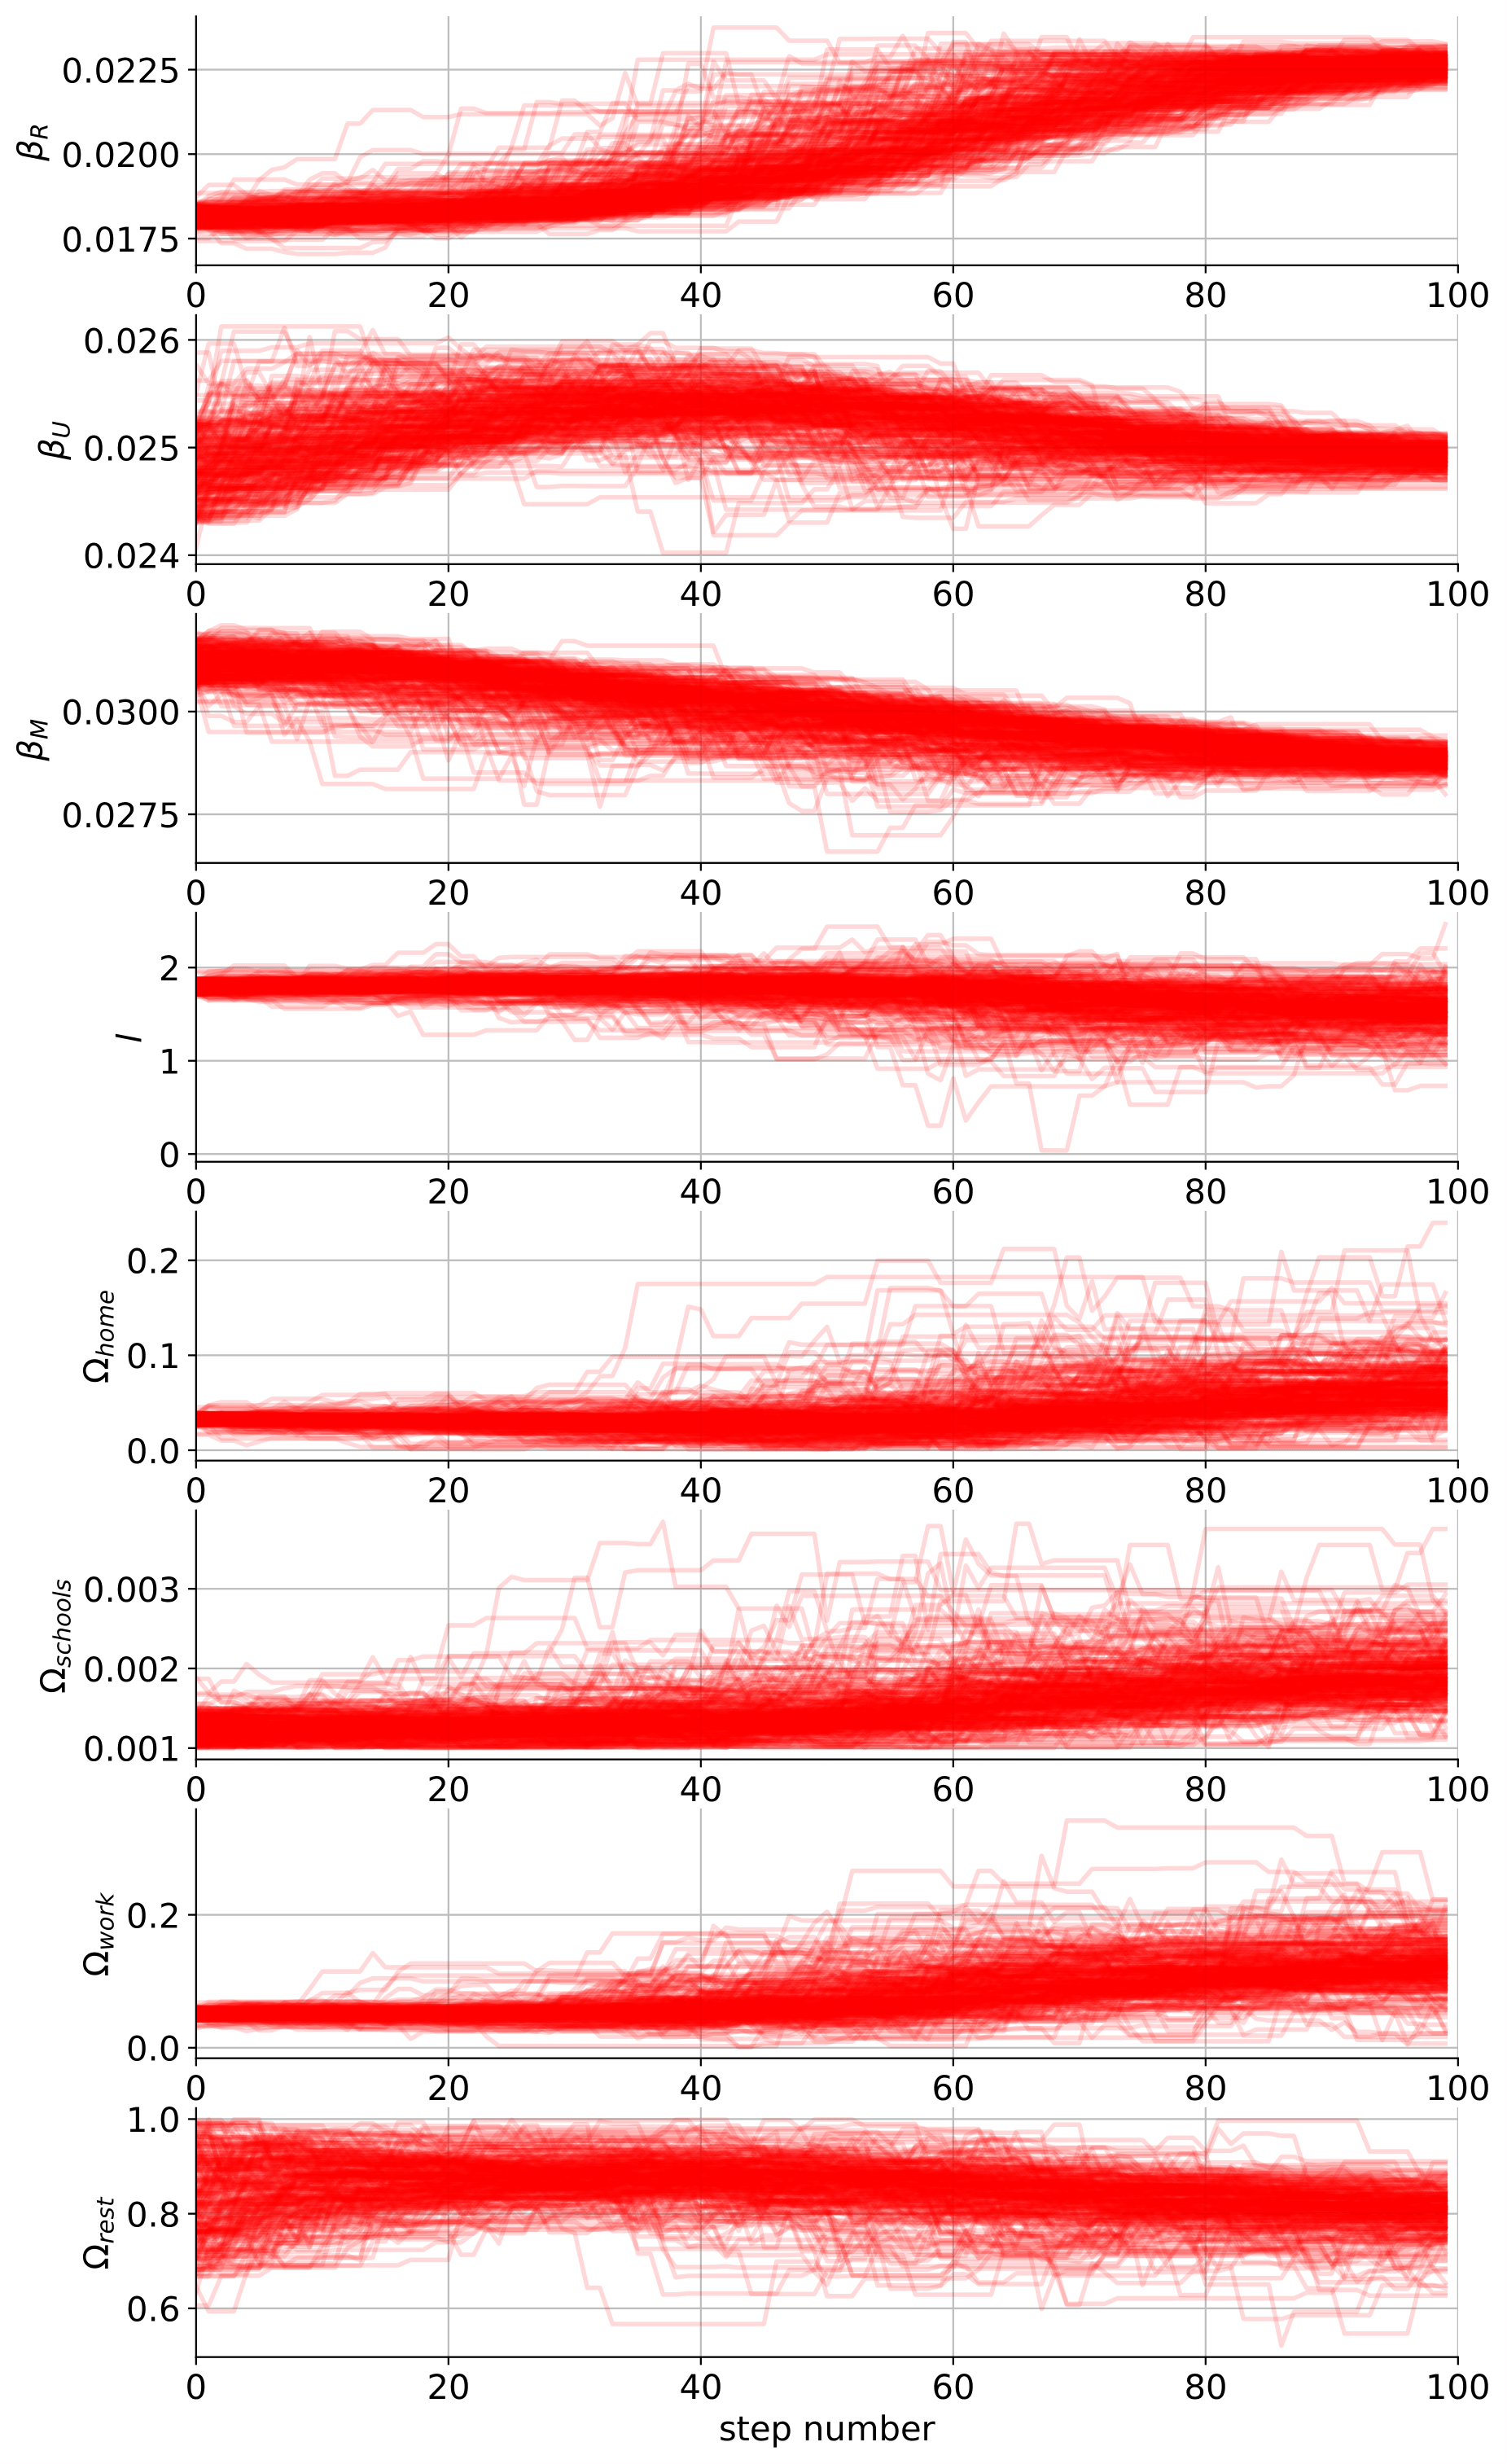 β_R
0.0225
0.0200
0.0175
0 20 40 60 80 100
β_U
0.026
0.025
0.024
0 20 40 60 80 100
β_M
0.0300
0.0275
0 20 40 60 80 100
l
2
1
0
0 20 40 60 80 100
Ω_home
0.2
0.1
0.0
0 20 40 60 80 100
Ω_schools
0.003
0.002
0.001
0 20 40 60 80 100
Ω_work
0.2
0.0
0 20 40 60 80 100
Ω_rest
1.0
0.8
0.6
0 20 40 60 80 100
step number